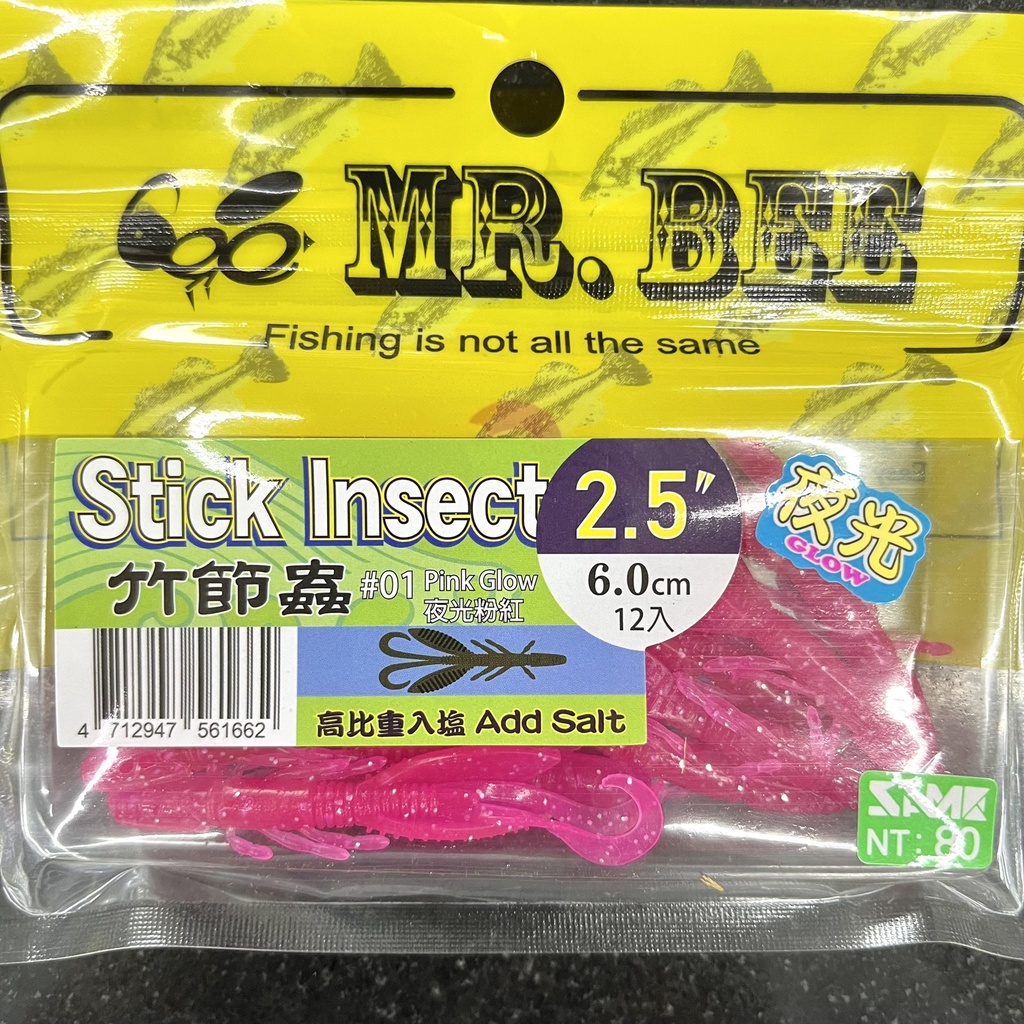 MR. BEE
Fishing is not all the same
Stick Insect
2.5"
夜光
GLOW
竹節蟲 #01 Pink Glow
夜光粉紅
6.0cm
12入
4 712947 561662
高比重入塩 Add Salt
NT: 80